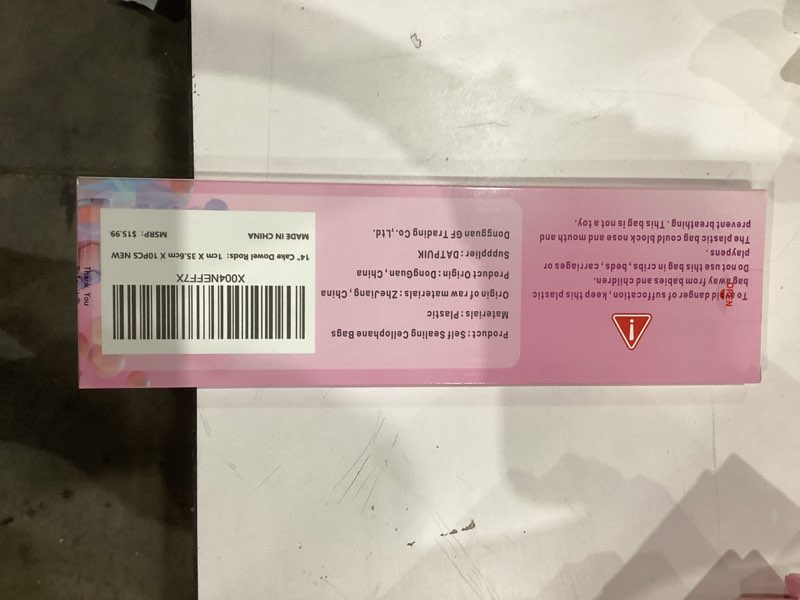 To avoid danger of suffocation, keep this plastic
bag away from babies and children.
Do not use this bag in cribs, beds, carriages or
playpens.
The plastic bag could block nose and mouth and
prevent breathing. This bag is not a toy.
OPEN
Product: Self Sealing Cellophane Bags
Materials: Plastic
Origin of raw materials: ZheJiang, China
Product Origin: Dongguan, China
Suppplier: DATPUIK
Dongguan GF Trading Co., Ltd.
X004NEFF7X
14" Cake Dowel Rods: 1cm X 35.6cm X 10PCS NEW
MADE IN CHINA MSRP: $15.99
Thank You